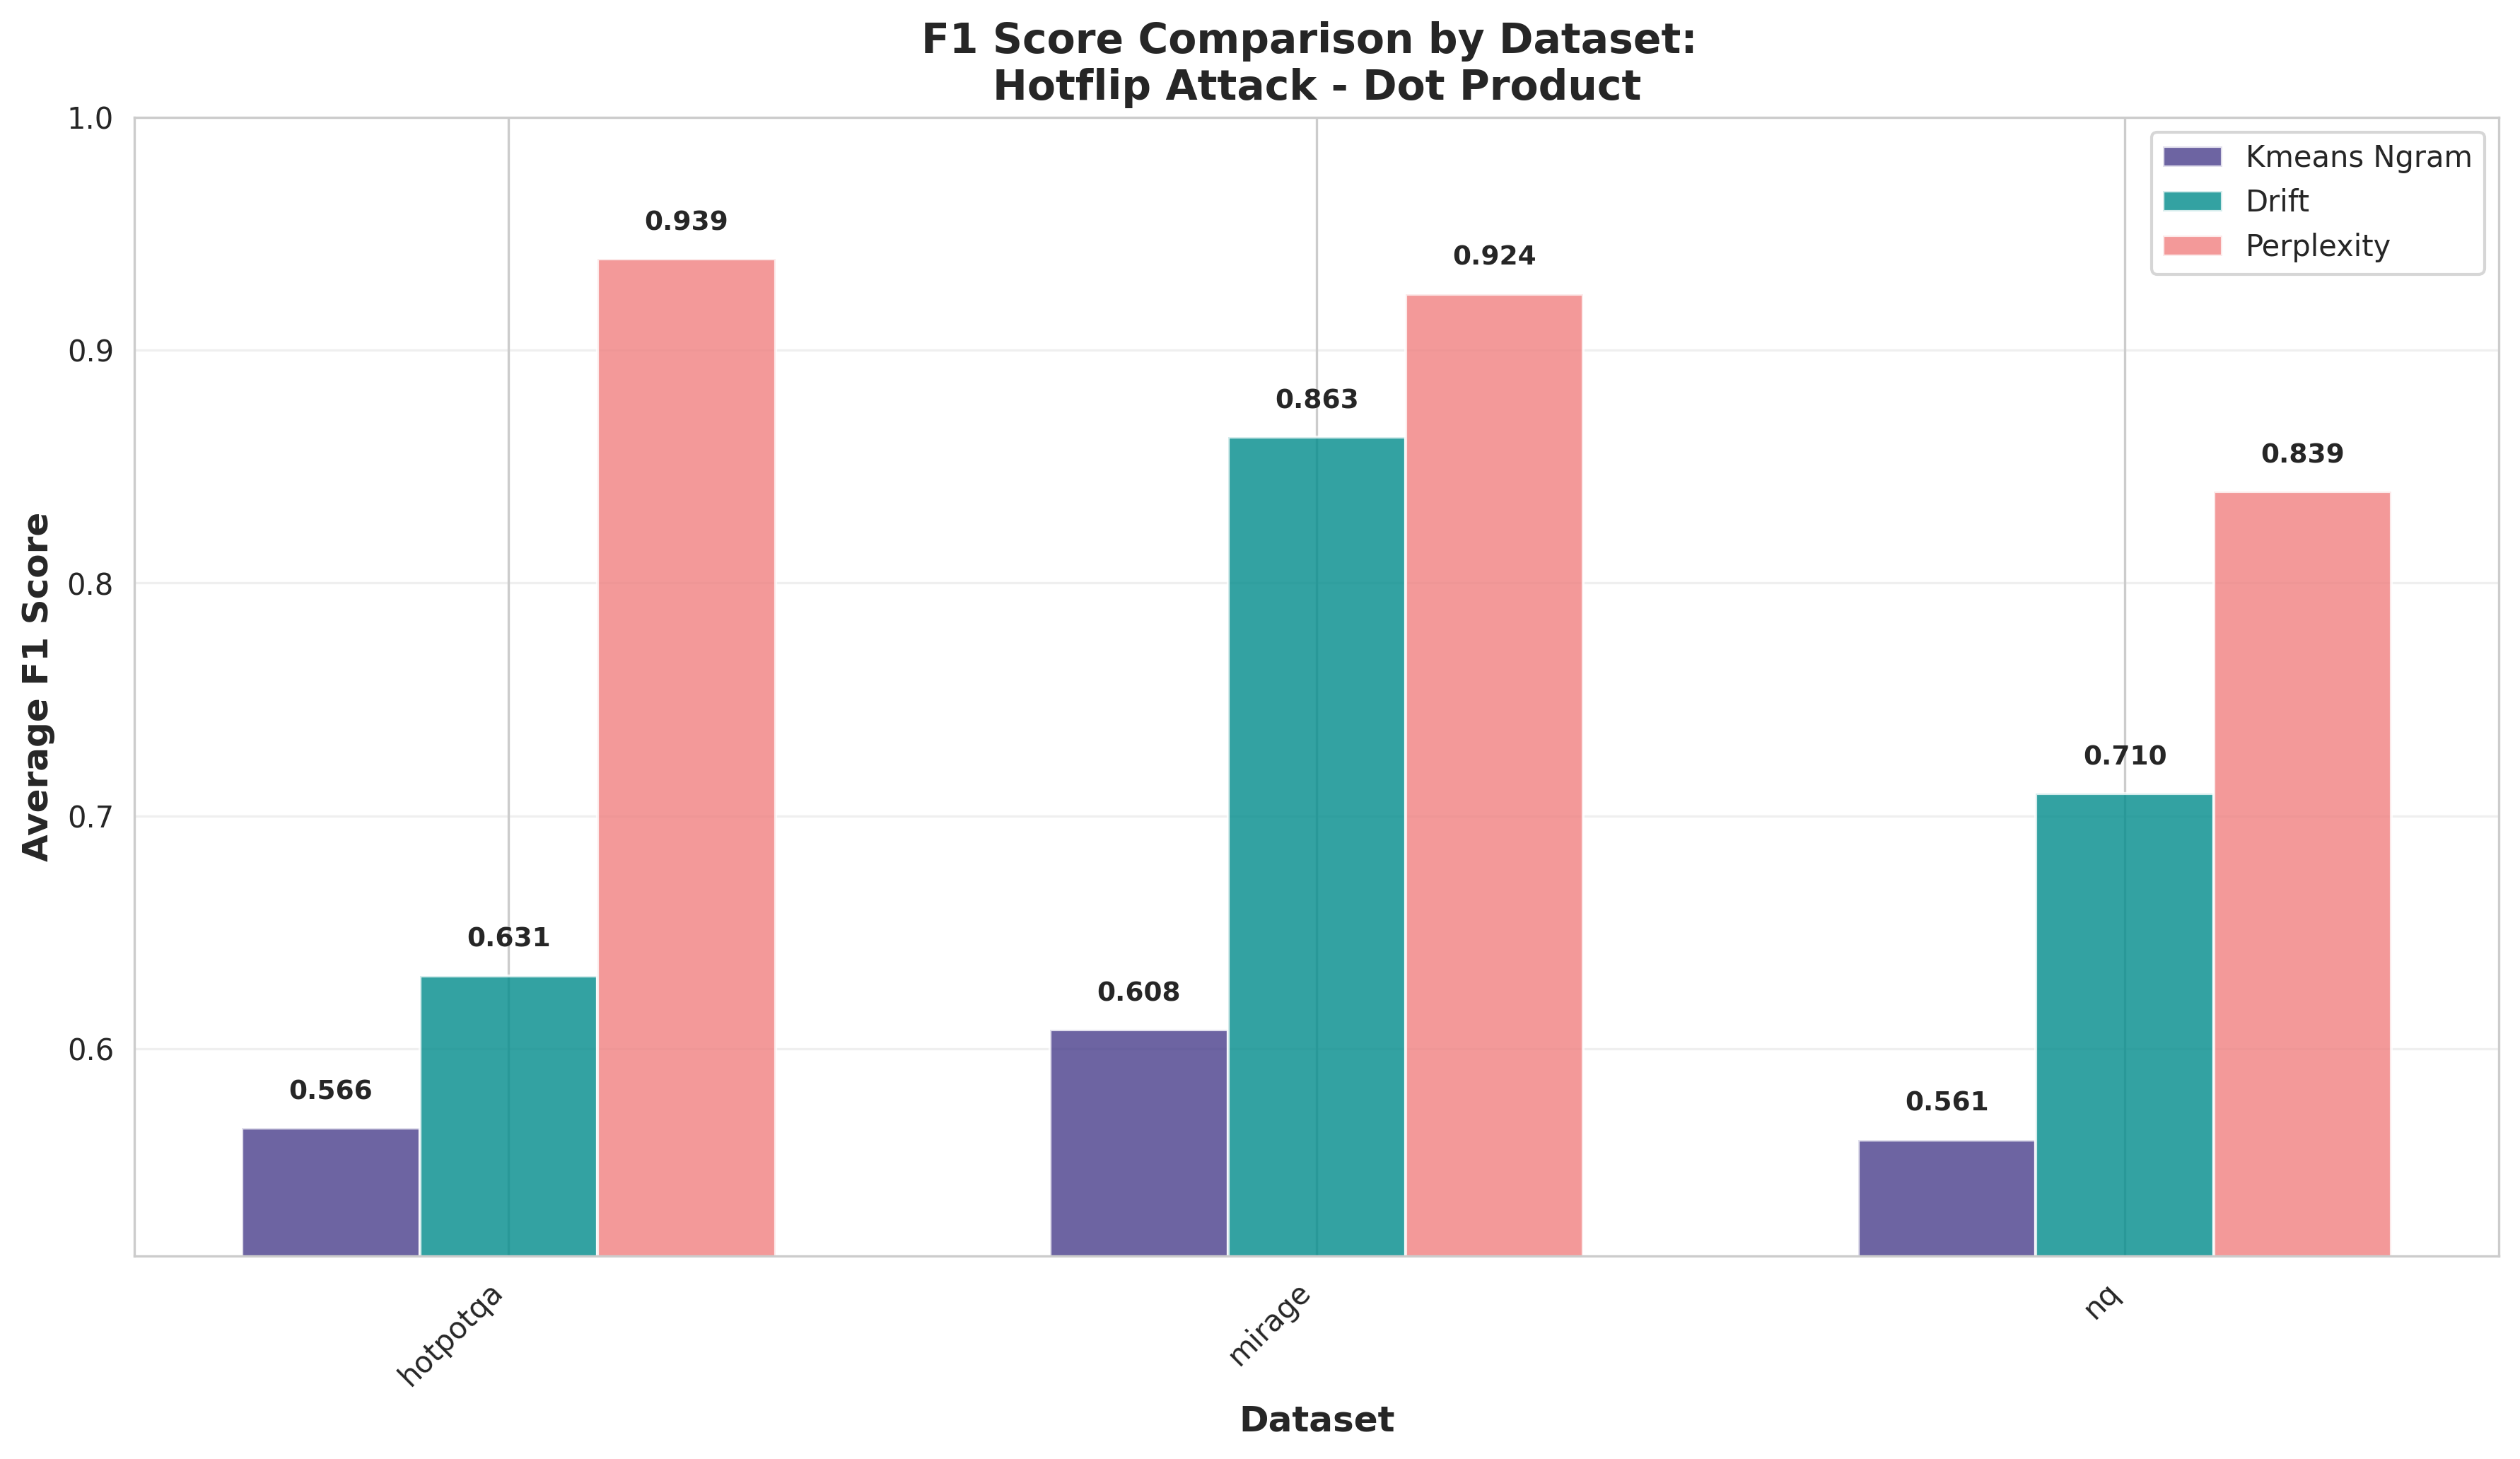 F1 Score Comparison by Dataset:
Hotflip Attack - Dot Product
1.0
0.9
0.8
0.7
0.6
Average F1 Score
Kmeans Ngram
Drift
Perplexity
0.566
0.631
0.939
0.608
0.863
0.924
0.561
0.710
0.839
hotpotqa
mirage
nq
Dataset